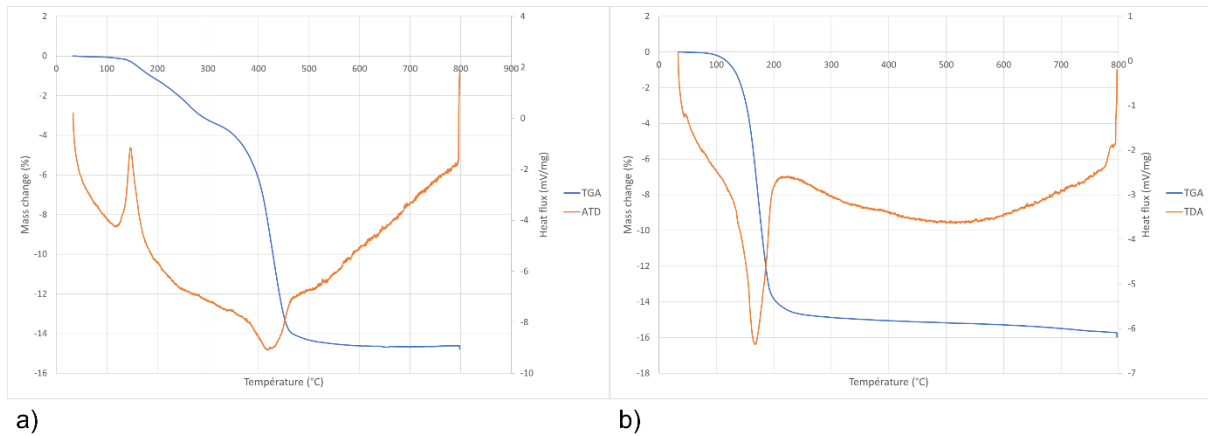 2
0
-2
-4
-6
-8
-10
-12
-14
-16
0 100 200 300 400 500 600 700 800 900
4
2
0
-2
-4
-6
-8
-10
Mass change (%)
Heat flux (mV/mg)
Température (°C)
TGA
ATD
a)
2
0
-2
-4
-6
-8
-10
-12
-14
-16
-18
0 100 200 300 400 500 600 700 800
1
0
-1
-2
-3
-4
-5
-6
-7
Mass change (%)
Heat flux (mV/mg)
Température (°C)
TGA
TDA
b)